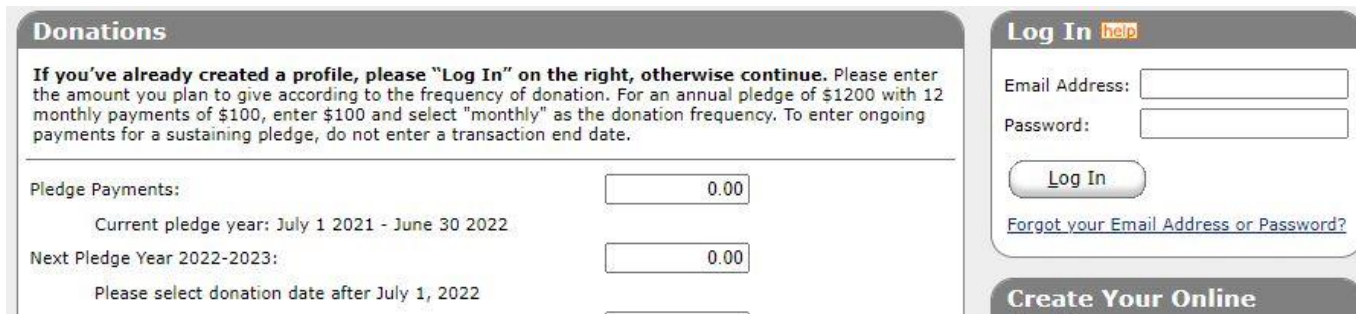 Donations
If you've already created a profile, please “Log In” on the right, otherwise continue. Please enter
the amount you plan to give according to the frequency of donation. For an annual pledge of $1200 with 12
monthly payments of $100, enter $100 and select "monthly" as the donation frequency. To enter ongoing
payments for a sustaining pledge, do not enter a transaction end date.
Pledge Payments:
0.00
Current pledge year: July 1 2021 - June 30 2022
Next Pledge Year 2022-2023:
0.00
Please select donation date after July 1, 2022
Log In help
Email Address:
Password:
Log In
Forgot your Email Address or Password?
Create Your Online